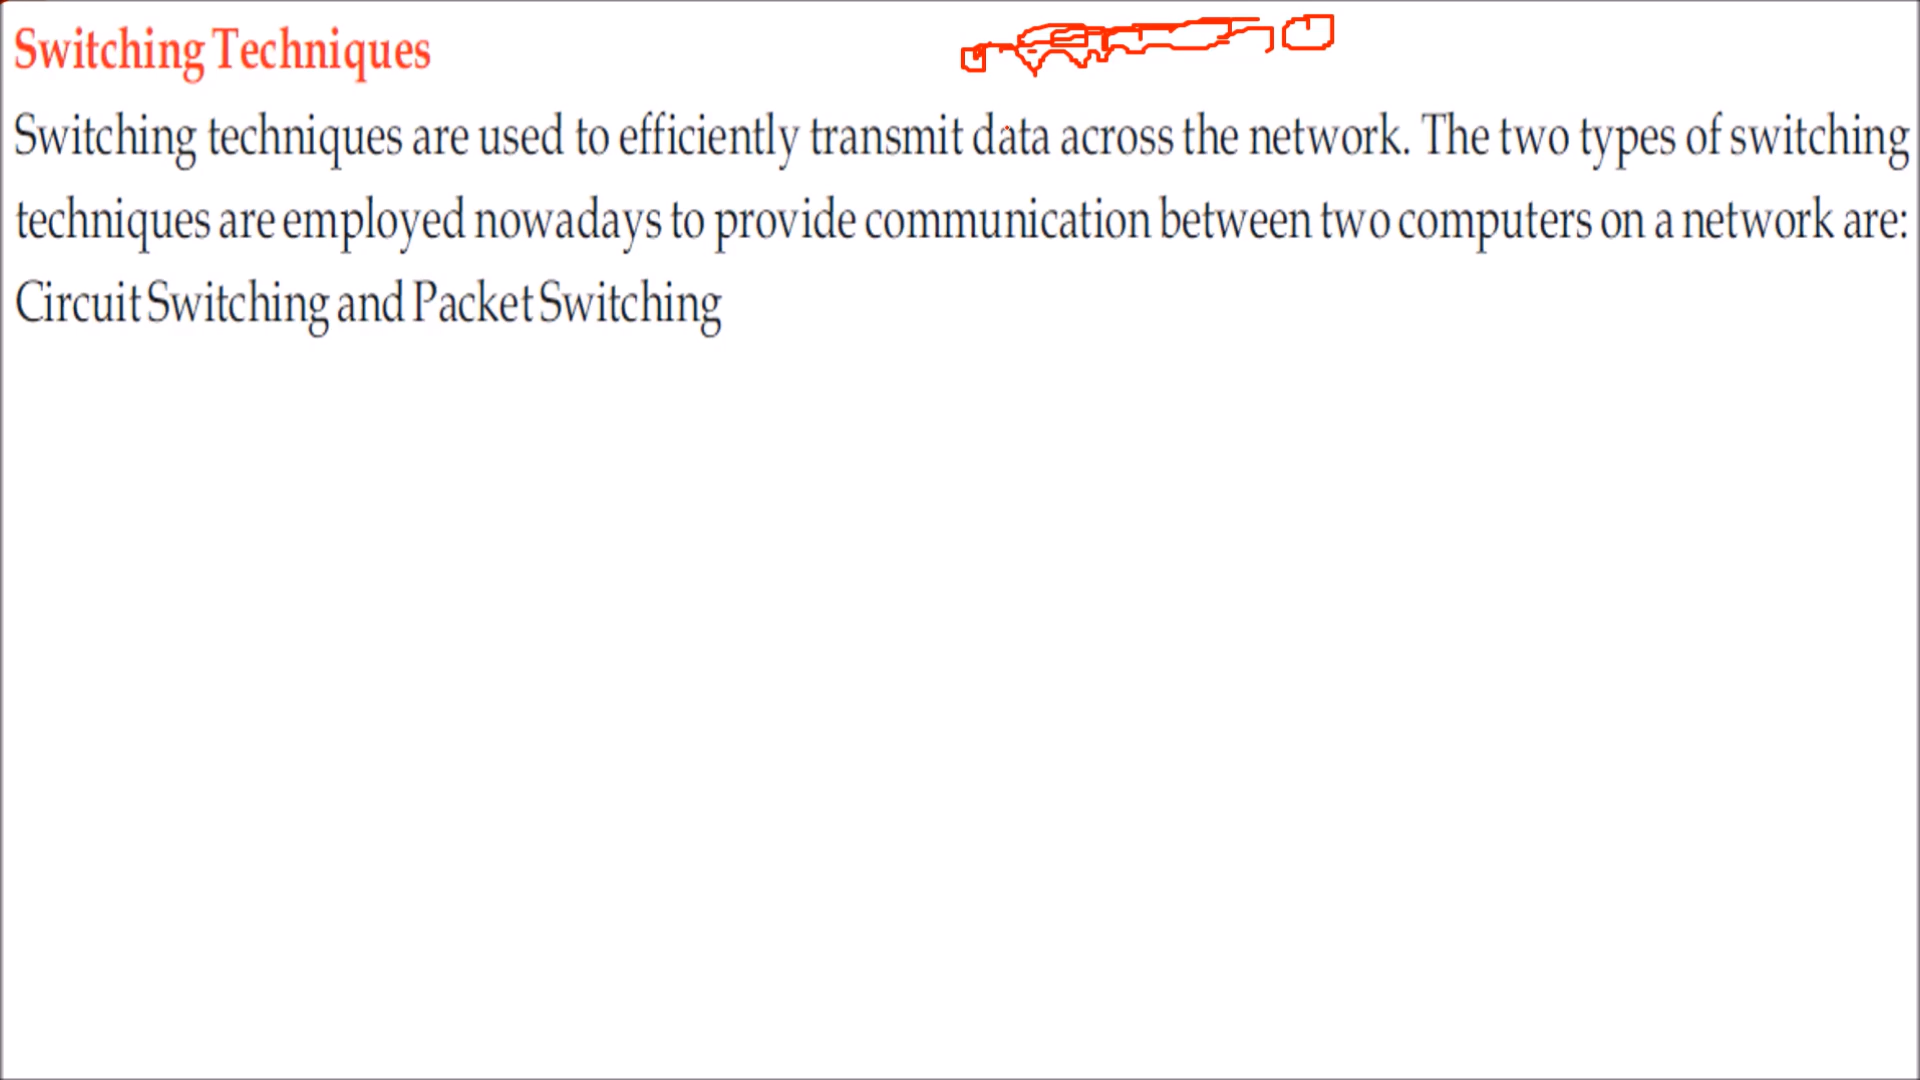 Switching Techniques
Switching techniques are used to efficiently transmit data across the network. The two types of switching
techniques are employed nowadays to provide communication between two computers on a network are:
Circuit Switching and Packet Switching